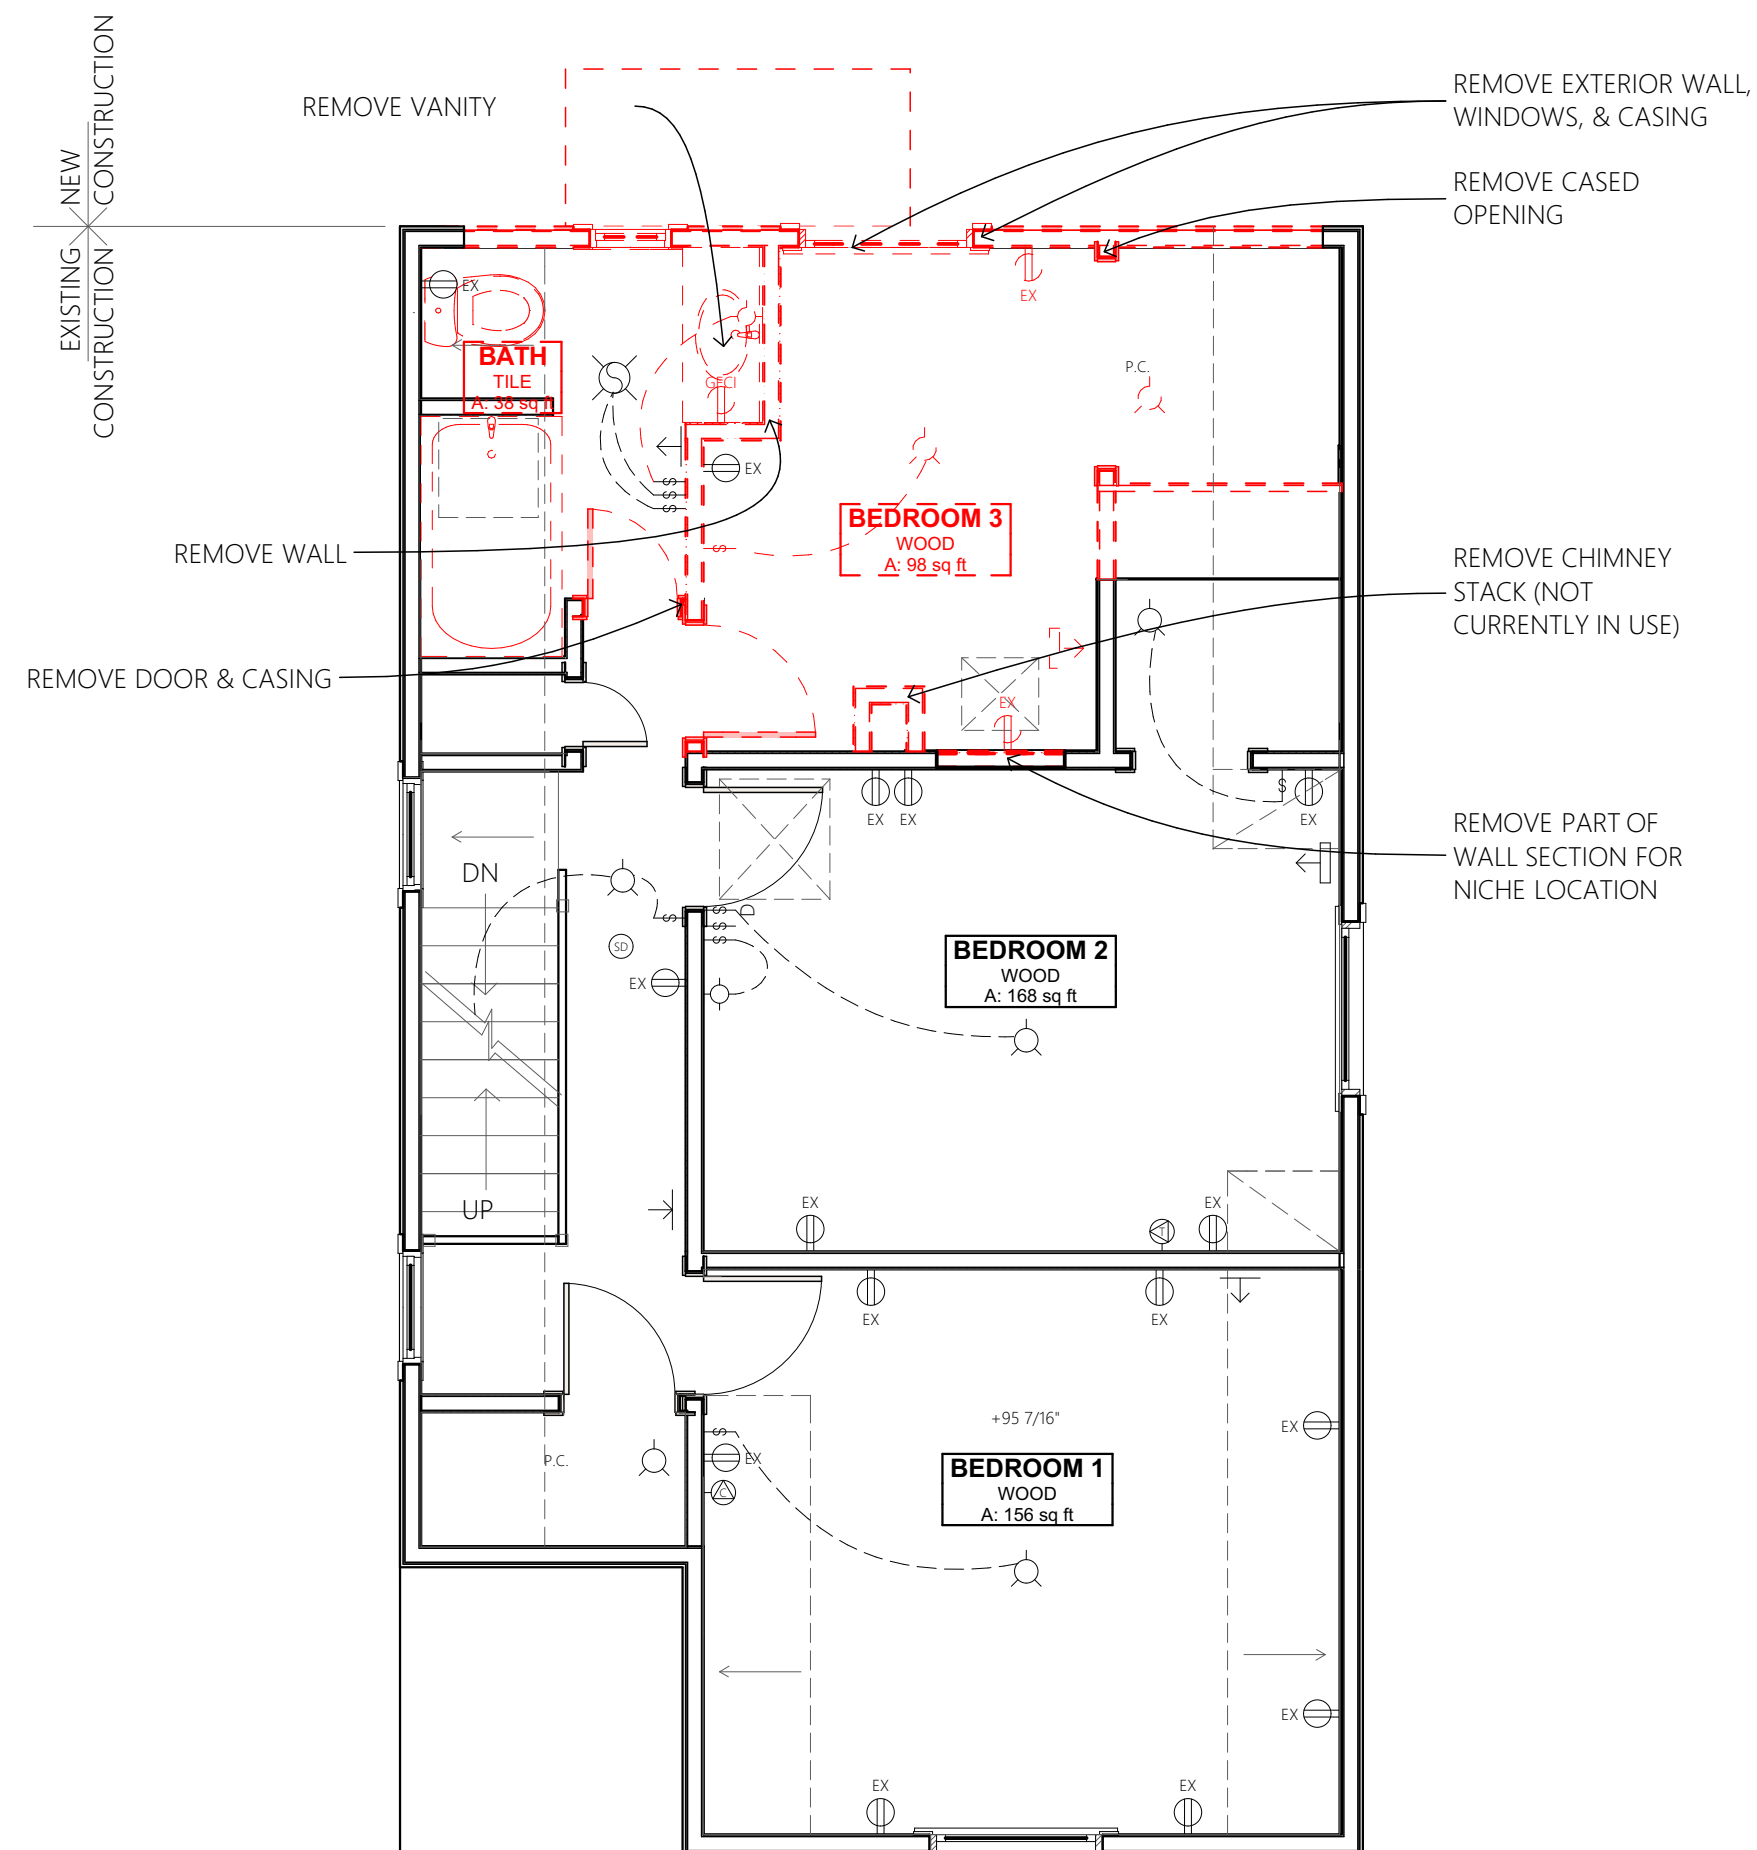 REMOVE VANITY
REMOVE EXTERIOR WALL,
WINDOWS, & CASING
REMOVE CASED
OPENING
NEW
CONSTRUCTION
EXISTING
CONSTRUCTION
EX
EX
BATH
TILE
A: 38 sq ft
GFCI
P.C.
EX
S
S
S
S
BEDROOM 3
WOOD
A: 98 sq ft
REMOVE WALL
REMOVE CHIMNEY
STACK (NOT
CURRENTLY IN USE)
REMOVE DOOR & CASING
EX
EX
EX
S
EX
REMOVE PART OF
WALL SECTION FOR
NICHE LOCATION
DN
S
S
D
S
S
SD
EX
BEDROOM 2
WOOD
A: 168 sq ft
UP
EX
T
EX
EX
EX
+95 7/16"
EX
S
P.C.
EX
C
BEDROOM 1
WOOD
A: 156 sq ft
EX
EX
EX